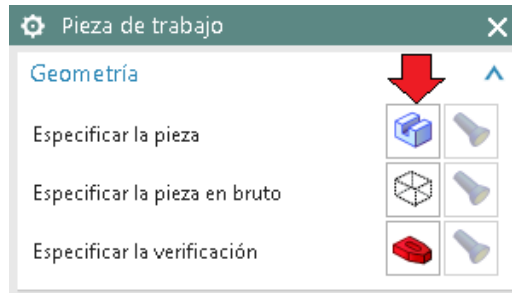 Pieza de trabajo
Geometría
Especificar la pieza
Especificar la pieza en bruto
Especificar la verificación